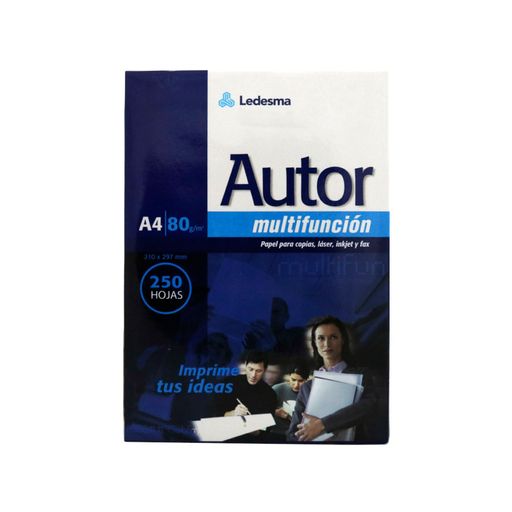 Ledesma
Autor
A4 80 g/m²
multifunción
Papel para copias, láser, inkjet y fax
210 x 297 mm
multifun
250
HOJAS
Imprime
tus ideas